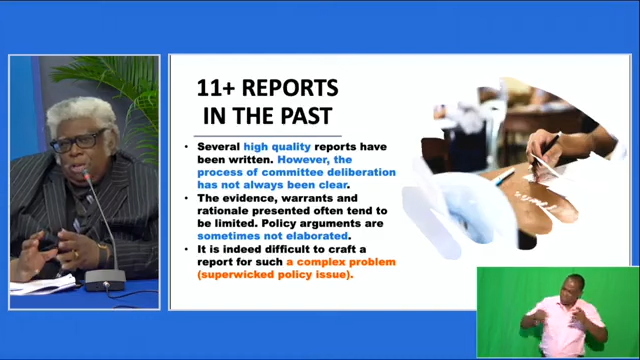 11+ REPORTS
IN THE PAST
• Several high quality reports have
been written. However, the
process of committee deliberation
has not always been clear.
• The evidence, warrants and
rationale presented often tend to
be limited. Policy arguments are
sometimes not elaborated.
• It is indeed difficult to craft a
report for such a complex problem
(superwicked policy issue).